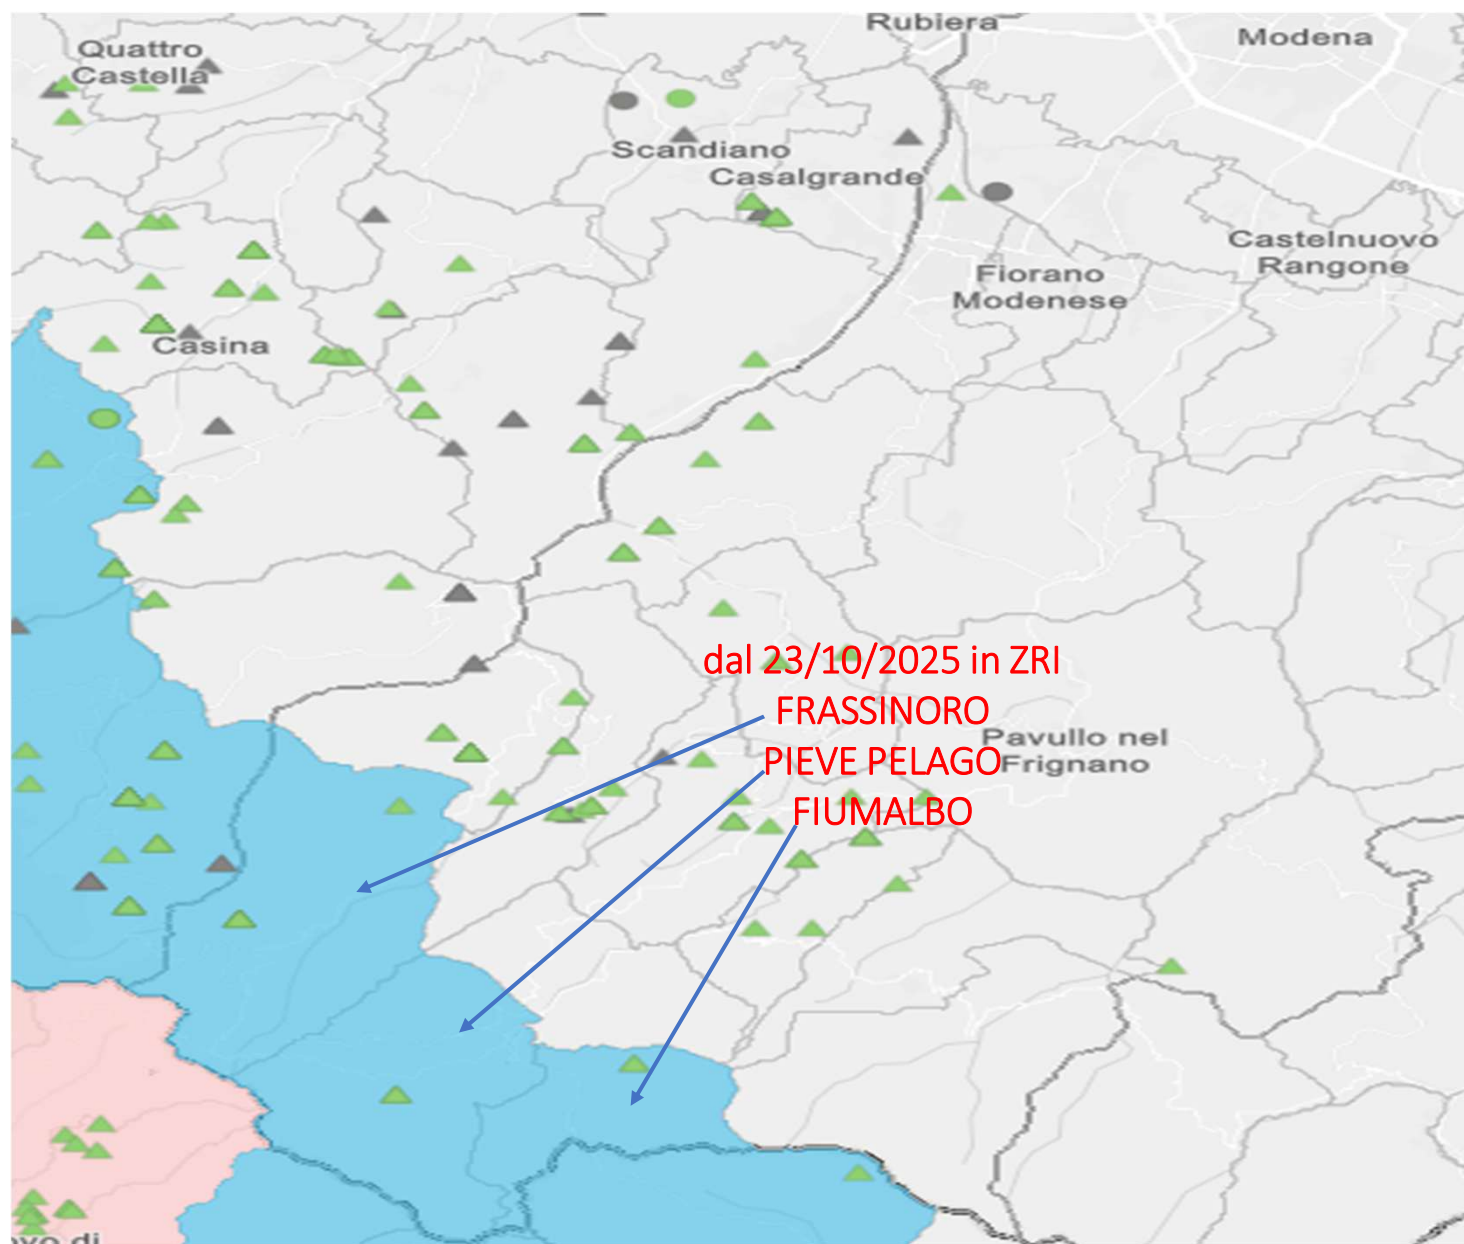 Rubiera
Modena
Quattro
Castella
Scandiano
Casalgrande
Castelnuovo
Rangone
Fiorano
Modenese
Casina
dal 23/10/2025 in ZRI
FRASSINORO
PIEVE PELAGO
FIUMALBO
Pavullo nel
Frignano